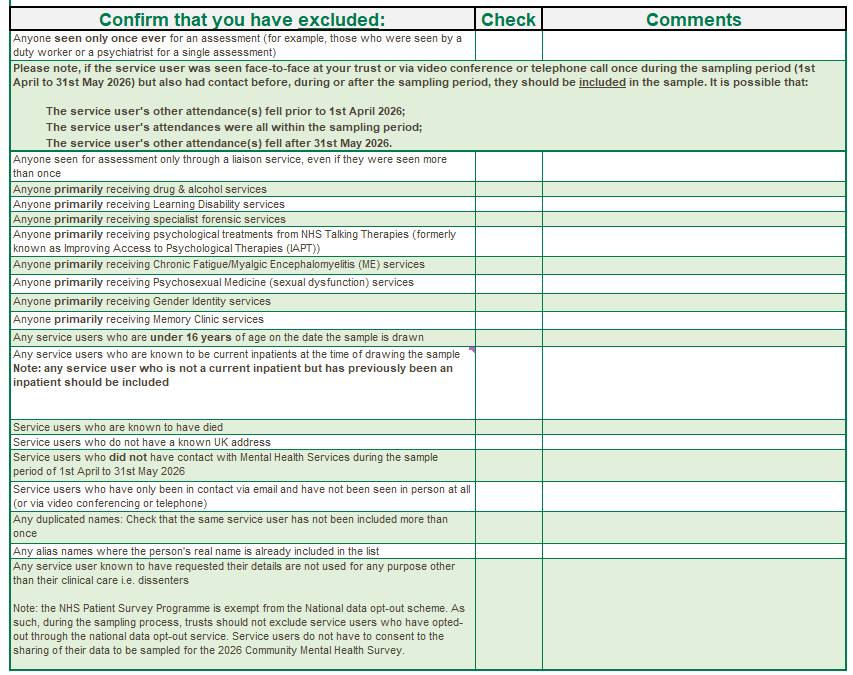 Confirm that you have excluded:
Check
Comments
Anyone seen only once ever for an assessment (for example, those who were seen by a
duty worker or a psychiatrist for a single assessment)
Please note, if the service user was seen face-to-face at your trust or via video conference or telephone call once during the sampling period (1st
April to 31st May 2026) but also had contact before, during or after the sampling period, they should be included in the sample. It is possible that:
The service user's other attendance(s) fell prior to 1st April 2026;
The service user's attendances were all within the sampling period;
The service user's other attendance(s) fell after 31st May 2026.
Anyone seen for assessment only through a liaison service, even if they were seen more
than once
Anyone primarily receiving drug & alcohol services
Anyone primarily receiving Learning Disability services
Anyone primarily receiving specialist forensic services
Anyone primarily receiving psychological treatments from NHS Talking Therapies (formerly
known as Improving Access to Psychological Therapies (IAPT))
Anyone primarily receiving Chronic Fatigue/Myalgic Encephalomyelitis (ME) services
Anyone primarily receiving Psychosexual Medicine (sexual dysfunction) services
Anyone primarily receiving Gender Identity services
Anyone primarily receiving Memory Clinic services
Any service users who are under 16 years of age on the date the sample is drawn
Any service users who are known to be current inpatients at the time of drawing the sample
Note: any service user who is not a current inpatient but has previously been an
inpatient should be included
Service users who are known to have died
Service users who do not have a known UK address
Service users who did not have contact with Mental Health Services during the sample
period of 1st April to 31st May 2026
Service users who have only been in contact via email and have not been seen in person at all
(or via video conferencing or telephone)
Any duplicated names: Check that the same service user has not been included more than
once
Any alias names where the person's real name is already included in the list
Any service user known to have requested their details are not used for any purpose other
than their clinical care i.e. dissenters
Note: the NHS Patient Survey Programme is exempt from the National data opt-out scheme. As
such, during the sampling process, trusts should not exclude service users who have opted-
out through the national data opt-out service. Service users do not have to consent to the
sharing of their data to be sampled for the 2026 Community Mental Health Survey.